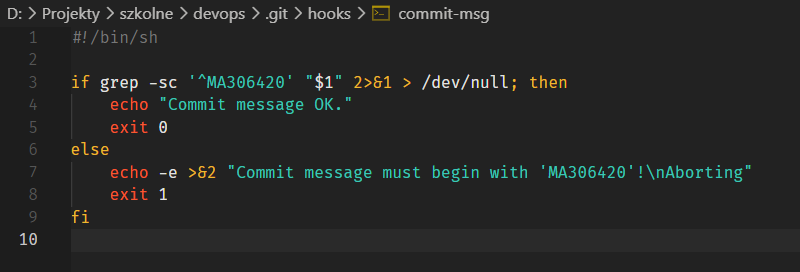 D: > Projekty > szkolne > devops > .git > hooks > commit-msg
1 #!/bin/sh
2
3 if grep -sc '^MA306420' "$1" 2>&1 > /dev/null; then
4     echo "Commit message OK."
5     exit 0
6 else
7     echo -e >&2 "Commit message must begin with 'MA306420'!\nAborting"
8     exit 1
9 fi
10